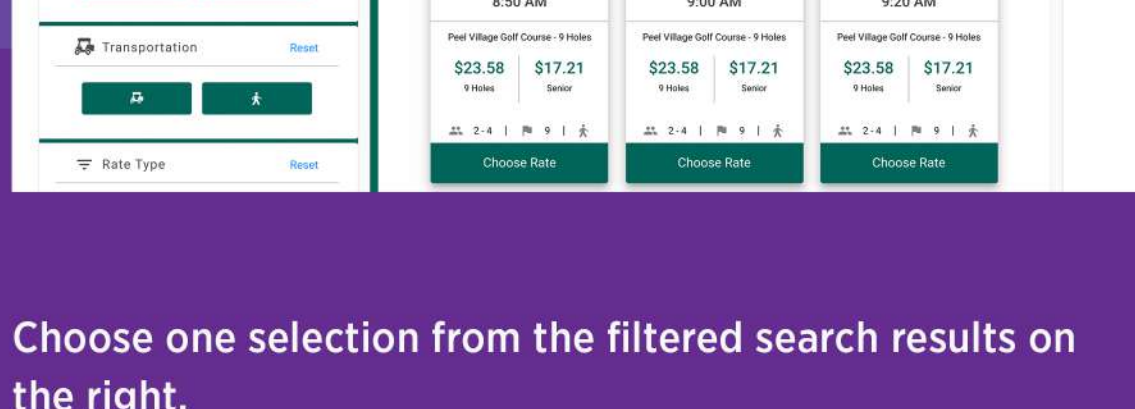 8:50 AM 9:00 AM 9:20 AM
Transportation Reset
Peel Village Golf Course - 9 Holes Peel Village Golf Course - 9 Holes Peel Village Golf Course - 9 Holes
$23.58 $17.21 $23.58 $17.21 $23.58 $17.21
9 Holes Senior 9 Holes Senior 9 Holes Senior
2-4 | 9 | 2-4 | 9 | 2-4 | 9 |
Rate Type Reset
Choose Rate Choose Rate Choose Rate
Choose one selection from the filtered search results on
the right.